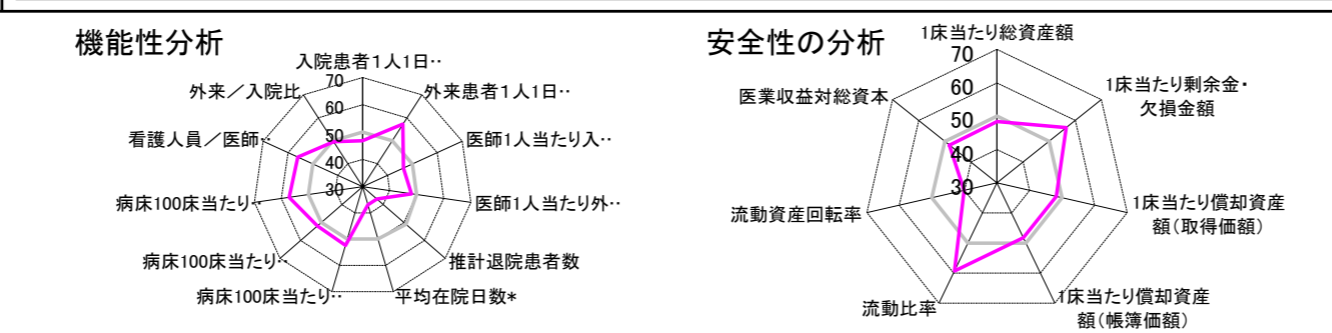 機能性分析
入院患者1人1日‥
外来患者1人1日‥
医師1人当たり入‥
医師1人当たり外‥
推計退院患者数
平均在院日数*
病床100床当たり‥
病床100床当たり‥
病床100床当たり‥
看護人員/医師‥
外来/入院比
70
60
50
40
30
安全性の分析
1床当たり総資産額
1床当たり剰余金・
欠損金額
1床当たり償却資産
額(取得価額)
1床当たり償却資産
額(帳簿価額)
流動比率
流動資産回転率
医業収益対総資本
70
60
50
40
30